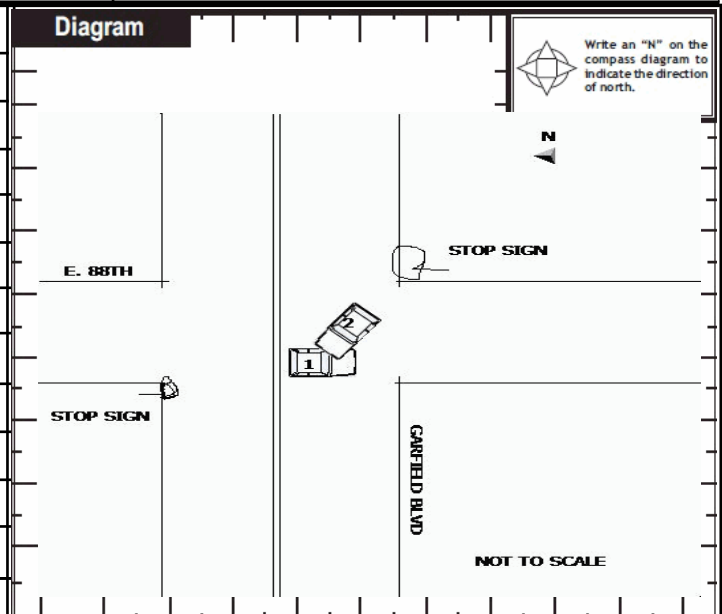 Diagram
Write an “N” on the
compass diagram to
indicate the direction
of north.
N
STOP SIGN
E. 88TH
2
1
STOP SIGN
GARFIELD BLVD
NOT TO SCALE